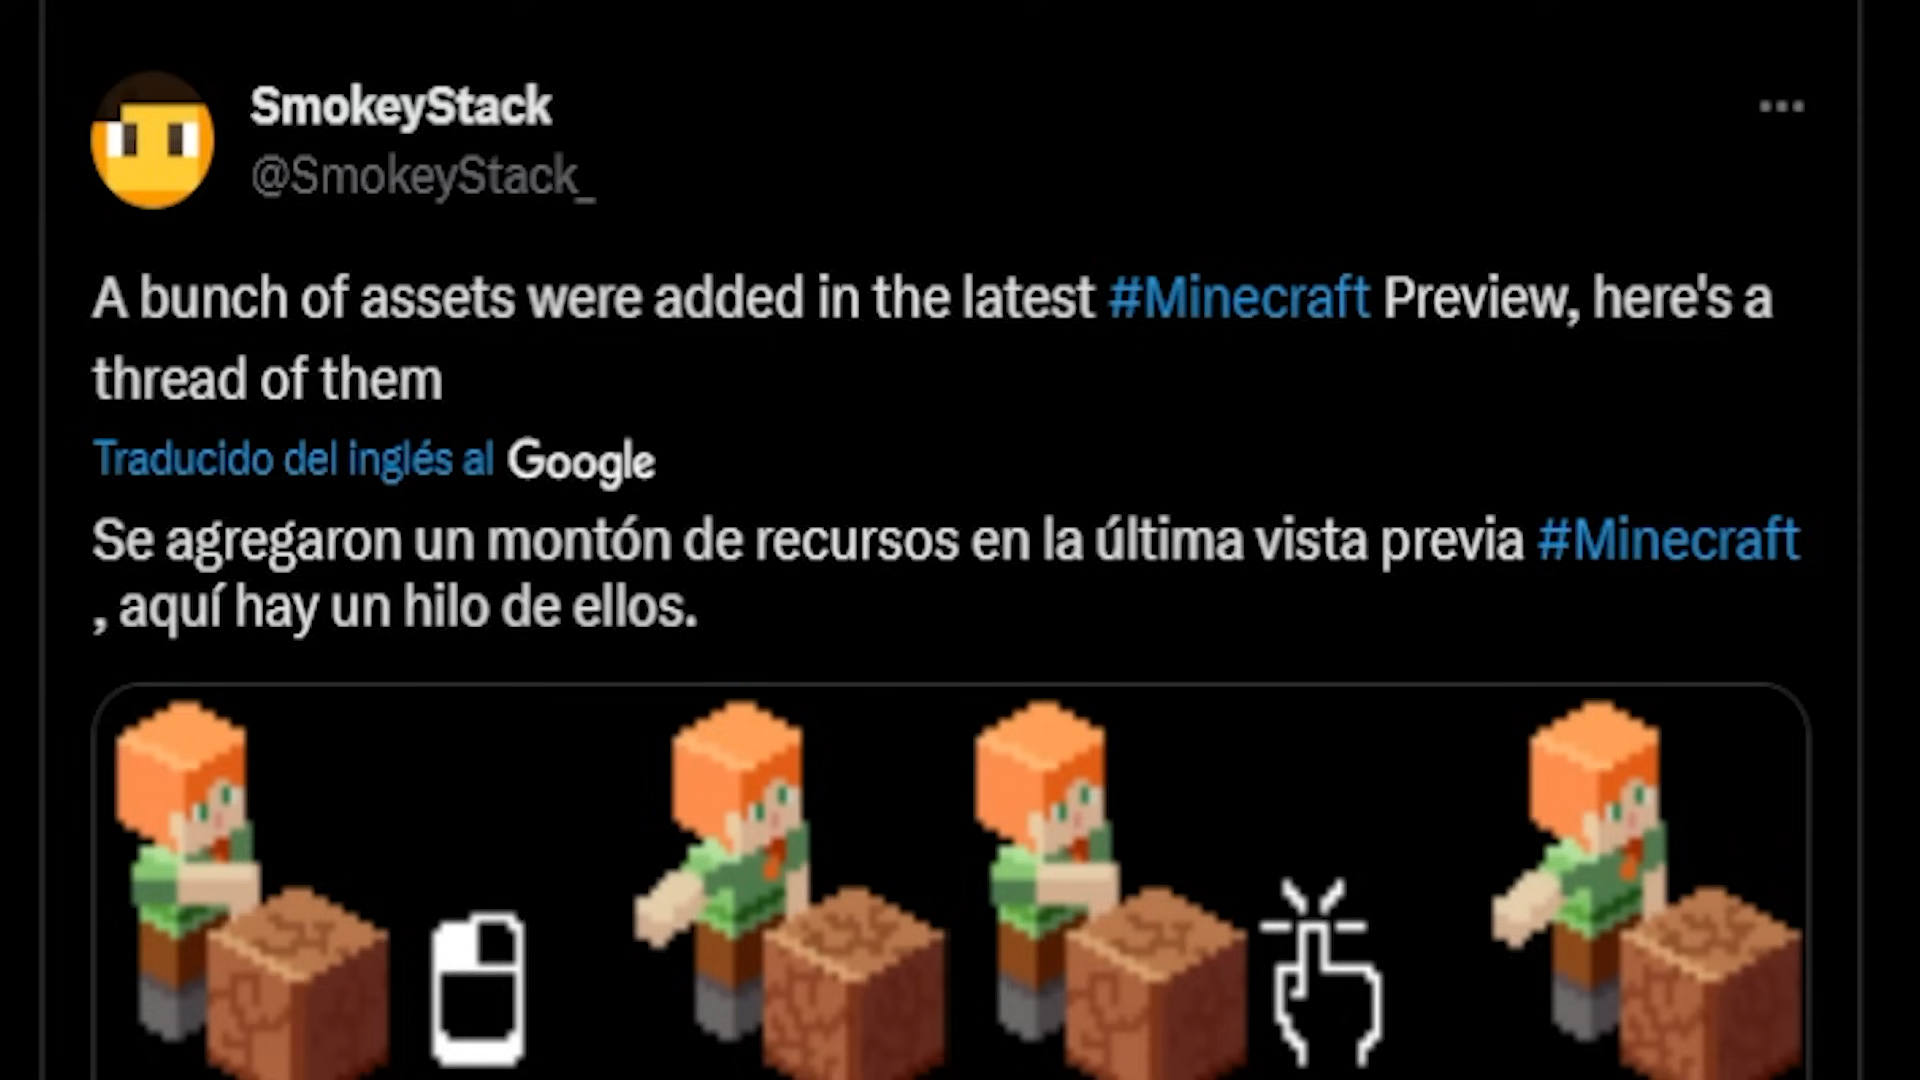 SmokeyStack
@SmokeyStack_
A bunch of assets were added in the latest #Minecraft Preview, here's a
thread of them
Traducido del inglés al Google
Se agregaron un montón de recursos en la última vista previa #Minecraft
, aquí hay un hilo de ellos.